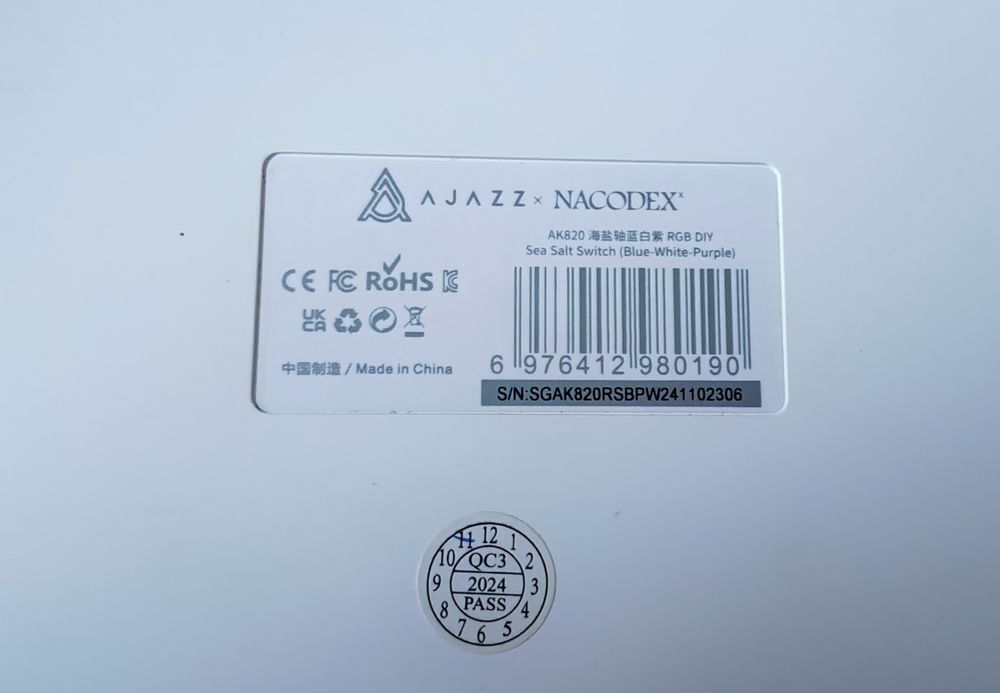 AJAZZ × NACODEX×
AK820 海盐轴蓝白紫 RGB DIY
Sea Salt Switch (Blue-White-Purple)
CE FC RoHS KC
UK
CA
6 976412 980190
中国制造 / Made in China
S/N:SGAK820RSBPW241102306
11 12 1 2 3 4 5 6 7 8 9 10
QC3
2024
PASS